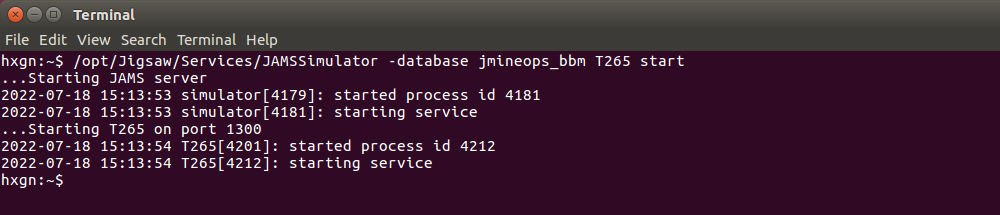 Terminal
File Edit View Search Terminal Help
hxgn:~$ /opt/Jigsaw/Services/JAMSSimulator -database jmineops_bbm T265 start
...Starting JAMS server
2022-07-18 15:13:53 simulator[4179]: started process id 4181
2022-07-18 15:13:53 simulator[4181]: starting service
...Starting T265 on port 1300
2022-07-18 15:13:54 T265[4201]: started process id 4212
2022-07-18 15:13:54 T265[4212]: starting service
hxgn:~$